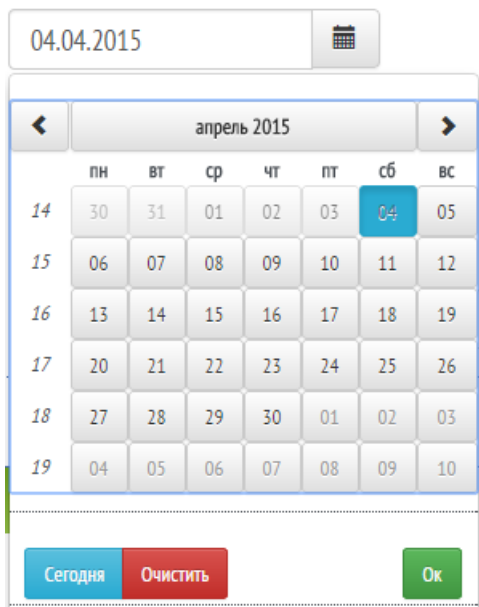 04.04.2015
апрель 2015
пн вт ср чт пт сб вс
14 30 31 01 02 03 04 05
15 06 07 08 09 10 11 12
16 13 14 15 16 17 18 19
17 20 21 22 23 24 25 26
18 27 28 29 30 01 02 03
19 04 05 06 07 08 09 10
Сегодня Очистить Ок